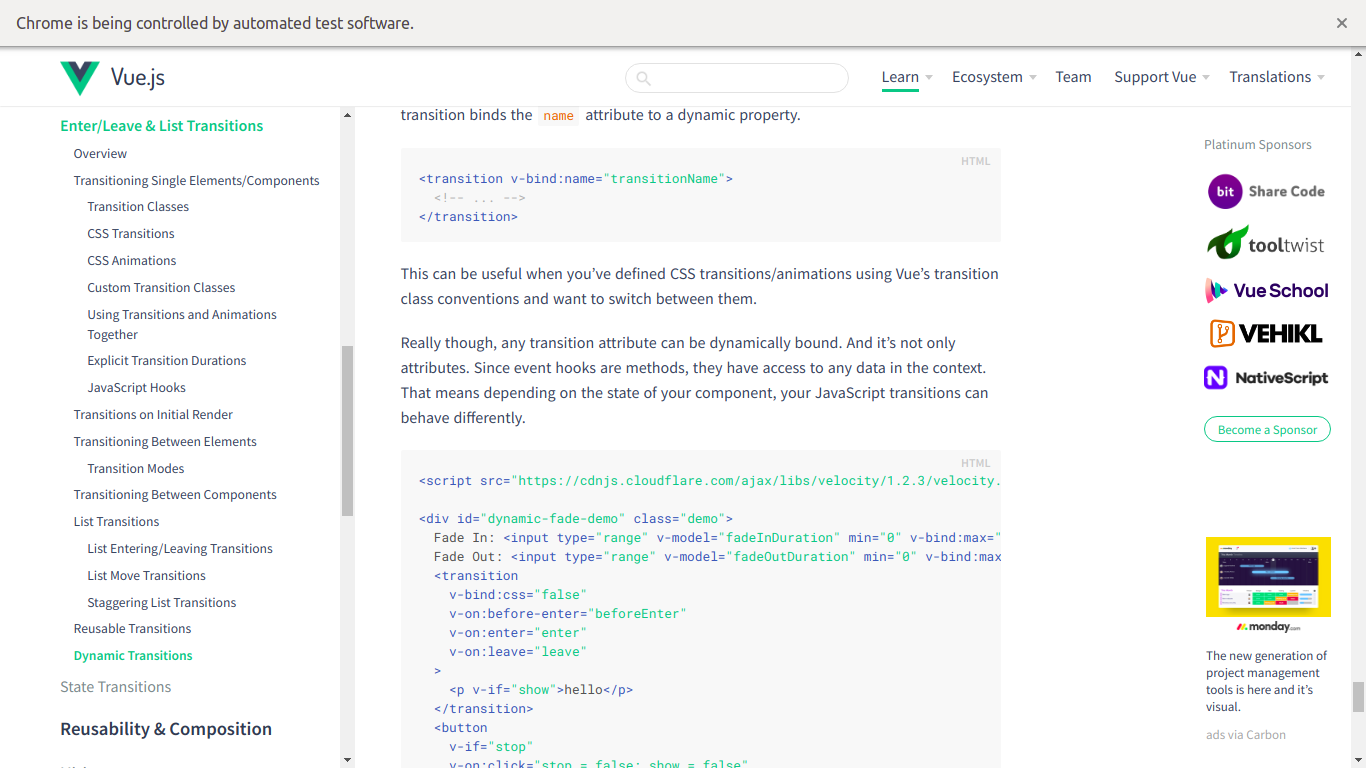 Chrome is being controlled by automated test software.
Vue.js
Learn
Ecosystem
Team
Support Vue
Translations
Enter/Leave & List Transitions
Overview
Transitioning Single Elements/Components
Transition Classes
CSS Transitions
CSS Animations
Custom Transition Classes
Using Transitions and Animations
Together
Explicit Transition Durations
JavaScript Hooks
Transitions on Initial Render
Transitioning Between Elements
Transition Modes
Transitioning Between Components
List Transitions
List Entering/Leaving Transitions
List Move Transitions
Staggering List Transitions
Reusable Transitions
Dynamic Transitions
State Transitions
Reusability & Composition
transition binds the name attribute to a dynamic property.
HTML
<transition v-bind:name="transitionName">
<!-- ... -->
</transition>
This can be useful when you’ve defined CSS transitions/animations using Vue’s transition
class conventions and want to switch between them.
Really though, any transition attribute can be dynamically bound. And it’s not only
attributes. Since event hooks are methods, they have access to any data in the context.
That means depending on the state of your component, your JavaScript transitions can
behave differently.
HTML
<script src="https://cdnjs.cloudflare.com/ajax/libs/velocity/1.2.3/velocity.
<div id="dynamic-fade-demo" class="demo">
Fade In: <input type="range" v-model="fadeInDuration" min="0" v-bind:max="
Fade Out: <input type="range" v-model="fadeOutDuration" min="0" v-bind:max
<transition
v-bind:css="false"
v-on:before-enter="beforeEnter"
v-on:enter="enter"
v-on:leave="leave"
>
<p v-if="show">hello</p>
</transition>
<button
v-if="stop"
v-on:click="stop = false; show = false"
Platinum Sponsors
bit Share Code
tooltwist
Vue School
VEHIKL
NativeScript
Become a Sponsor
monday.com
The new generation of
project management
tools is here and it’s
visual.
ads via Carbon